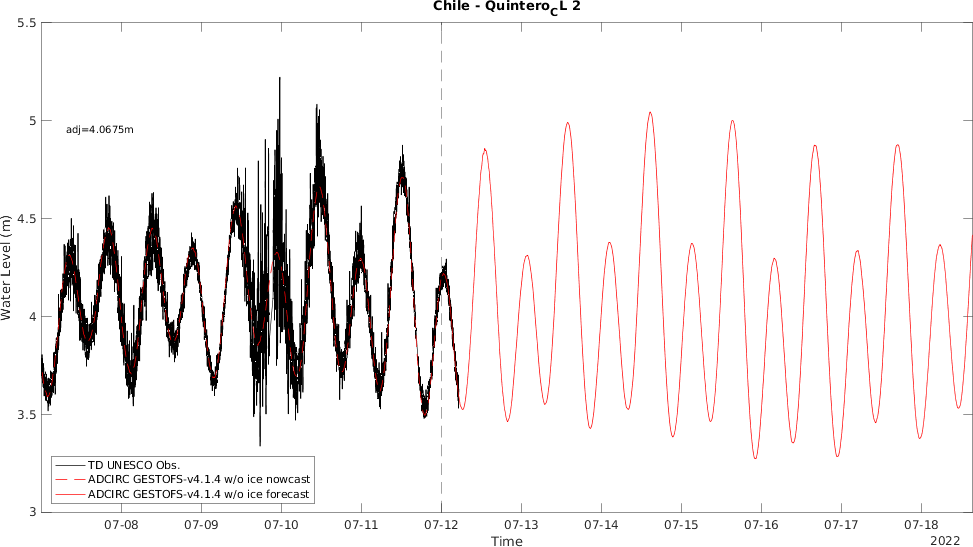 Chile - Quintero_CL 2
5.5
5
4.5
4
3.5
3
Water Level (m)
adj=4.0675m
TD UNESCO Obs.
ADCIRC GESTOFS-v4.1.4 w/o ice nowcast
ADCIRC GESTOFS-v4.1.4 w/o ice forecast
07-08 07-09 07-10 07-11 07-12 07-13 07-14 07-15 07-16 07-17 07-18
Time
2022